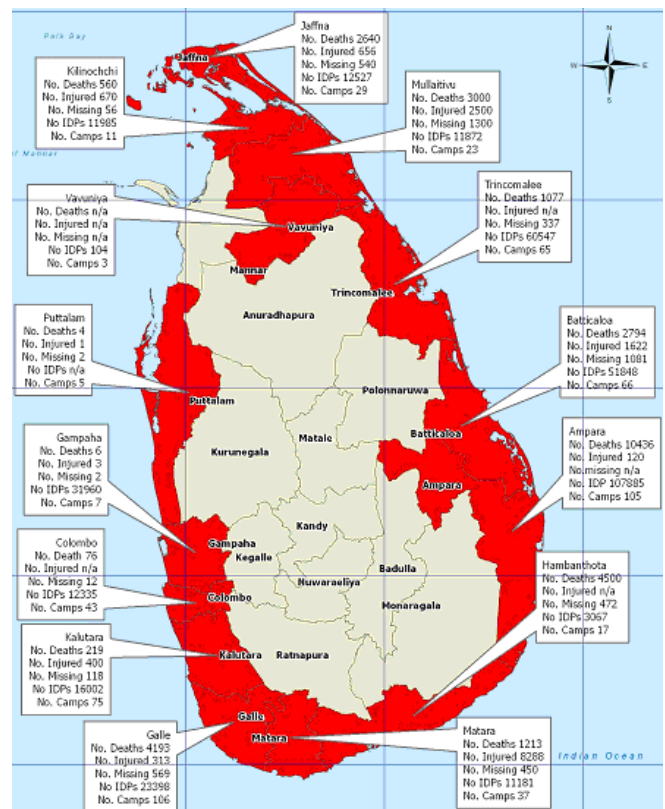 Palk Bay
Jaffna
No. Deaths 2640
No. Injured 656
No. Missing 540
No IDPs 12527
No. Camps 29
N
W
E
S
Jaffna
Kilinochchi
No. Deaths 560
No. Injured 670
No. Missing 56
No IDPs 11985
No. Camps 11
Mullaitivu
No. Deaths 3000
No. Injured 2500
No. Missing 1300
No IDPs 11872
No. Camps 23
of Mannar
Vavuniya
No. Deaths n/a
No. Injured n/a
No. Missing n/a
No IDPs 104
No. Camps 3
Trincomalee
No. Deaths 1077
No. Injured n/a
No. Missing 337
No IDPs 60547
No. Camps 65
Vavuniya
Mannar
Trincomalee
Anuradhapura
Puttalam
No. Deaths 4
No. Injured 1
No. Missing 2
No IDPs n/a
No. Camps 5
Batticaloa
No. Deaths 2794
No. Injured 1622
No. Missing 1081
No IDPs 51848
No. Camps 66
Polonnaruwa
Puttalam
Batticaloa
Matale
Kurunegala
Gampaha
No. Deaths 6
No. Injured 3
No. Missing 2
No IDPs 31960
No. Camps 7
Ampara
No. Deaths 10436
No. Injured 120
No.missing n/a
No. IDP 107885
No. Camps 105
Ampara
Kandy
Gampaha
Kegalle
Colombo
No. Death 76
No. Injured n/a
No. Missing 12
No IDPs 12335
No. Camps 43
Badulla
Nuwaraeliya
Colombo
Monaragala
Hambanthota
No. Deaths 4500
No. Injured n/a
No. Missing 472
No IDPs 3067
No. Camps 17
Kalutara
No. Deaths 219
No. Injured 400
No. Missing 118
No IDPs 16002
No. Camps 75
Kalutara
Ratnapura
Galle
No. Deaths 4193
No. Injured 313
No. Missing 569
No IDPs 23398
No. Camps 106
Galle
Matara
Matara
No. Deaths 1213
No. Injured 8288
No. Missing 450
No IDPs 11181
No. Camps 37
Indian Ocean